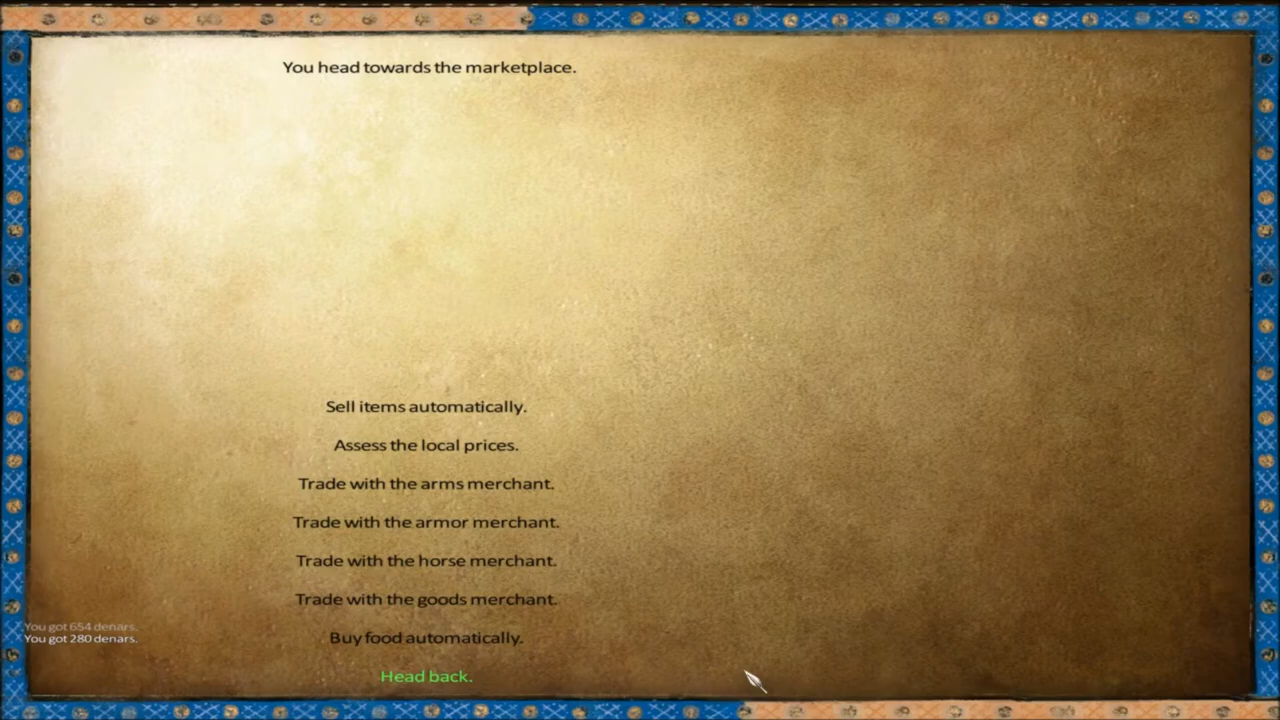 You head towards the marketplace.
Sell items automatically.
Assess the local prices.
Trade with the arms merchant.
Trade with the armor merchant.
Trade with the horse merchant.
Trade with the goods merchant.
Buy food automatically.
Head back.
You got 654 denars.
You got 280 denars.